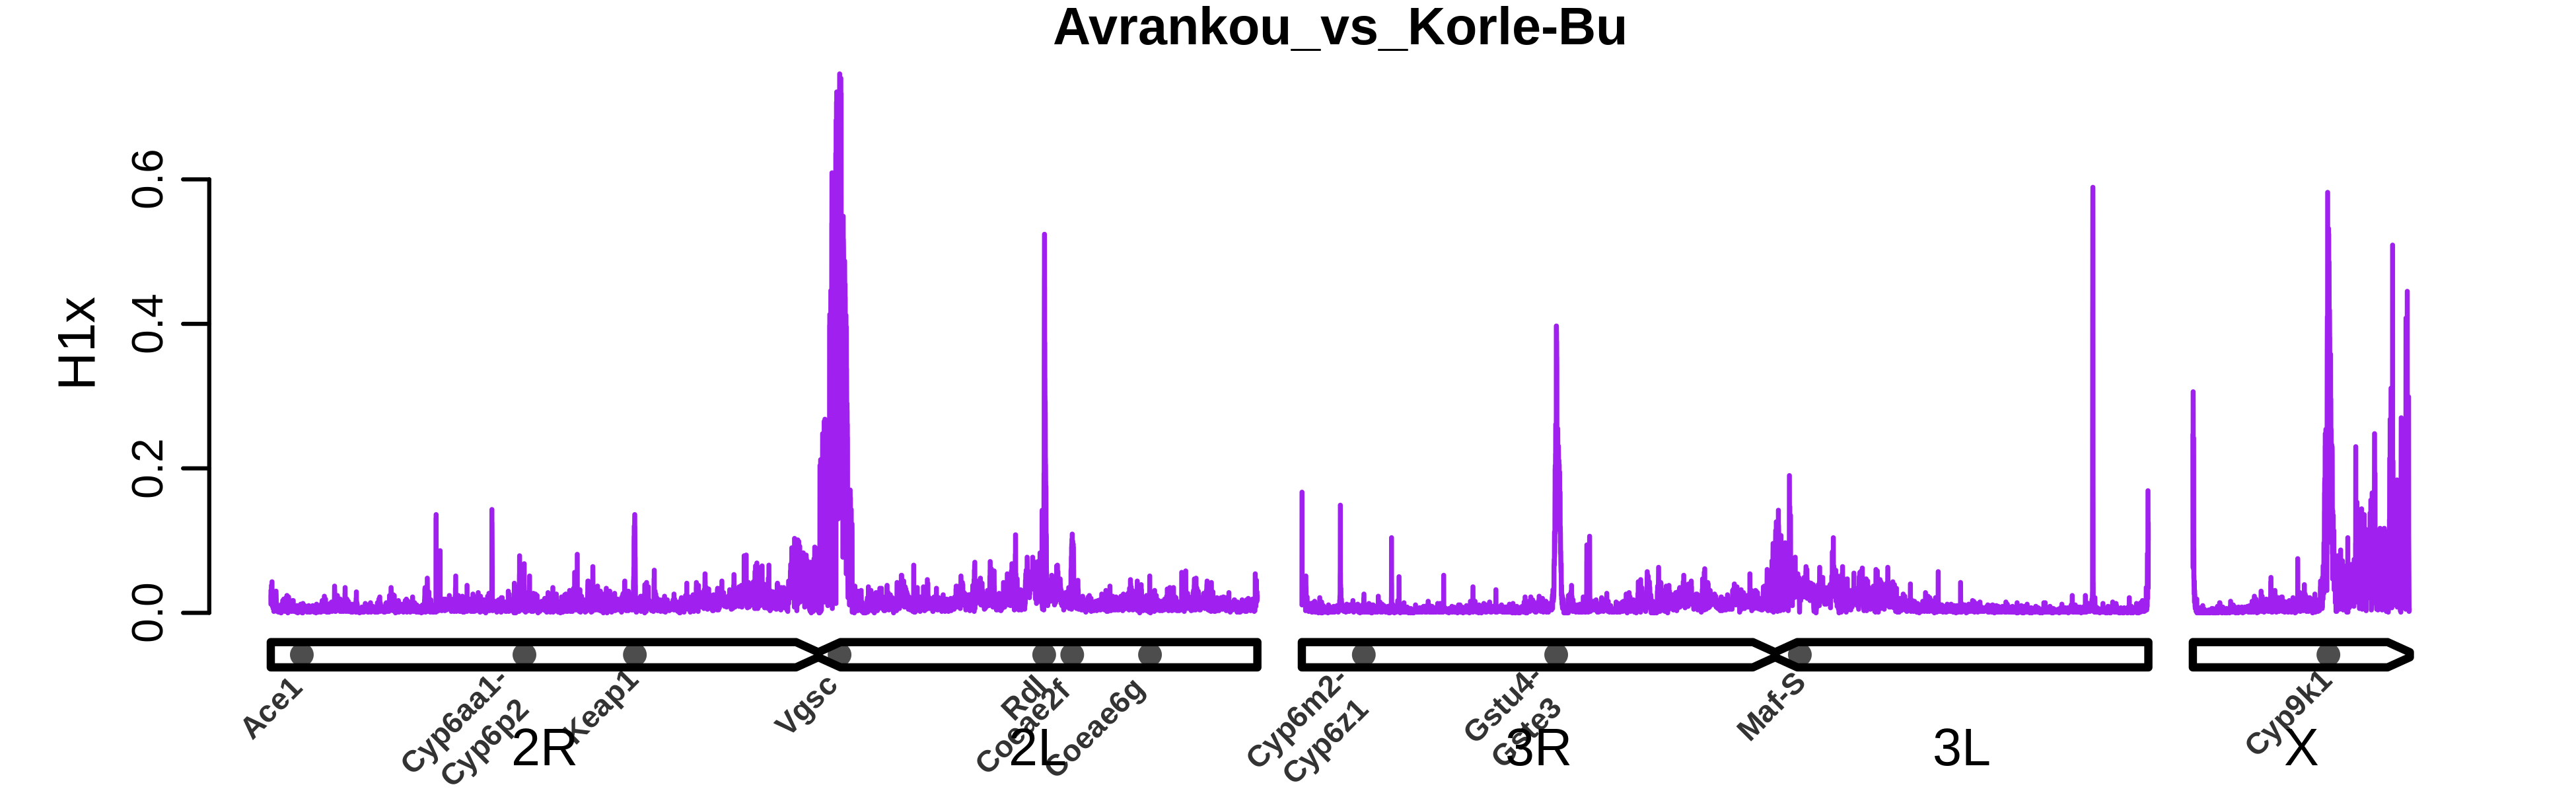 Avrankou_vs_Korle-Bu
H1x
0.6
0.4
0.2
0.0
Ace1
Cyp6aa1-
Cyp6p2
Keap1
Vgsc
Rdl
Coeae2f
Coeae6g
Cyp6m2-
Cyp6z1
Gstu4-
Gste3
Maf-S
Cyp9k1
2R
2L
3R
3L
X